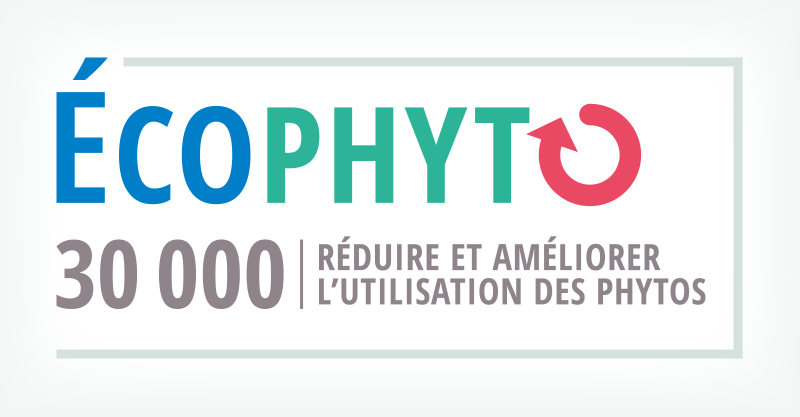 ÉCOPHYTO
30 000
RÉDUIRE ET AMÉLIORER
L’UTILISATION DES PHYTOS